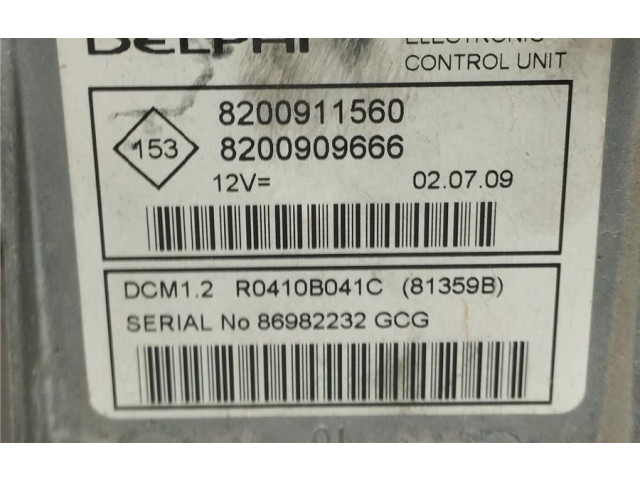 DELPHI
ELECTRONIC
CONTROL UNIT
153
8200911560
8200909666
12V=
02.07.09
DCM1.2 R0410B041C (81359B)
SERIAL No 86982232 GCG